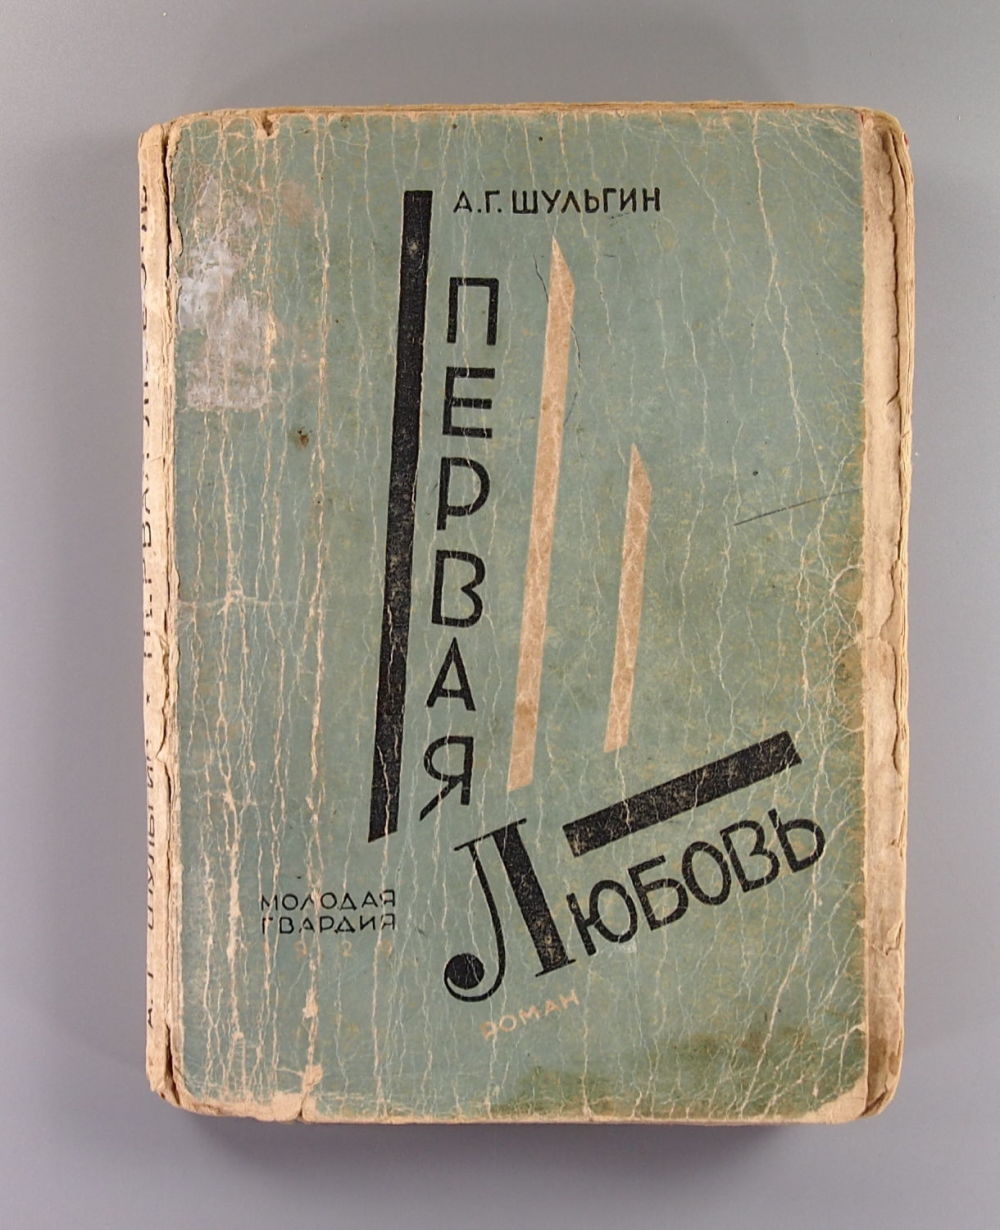 А.Г. ШУЛЬГИН
ПЕРВАЯ
ЛЮБОВЬ
МОЛОДАЯ
ГВАРДИЯ
РОМАН